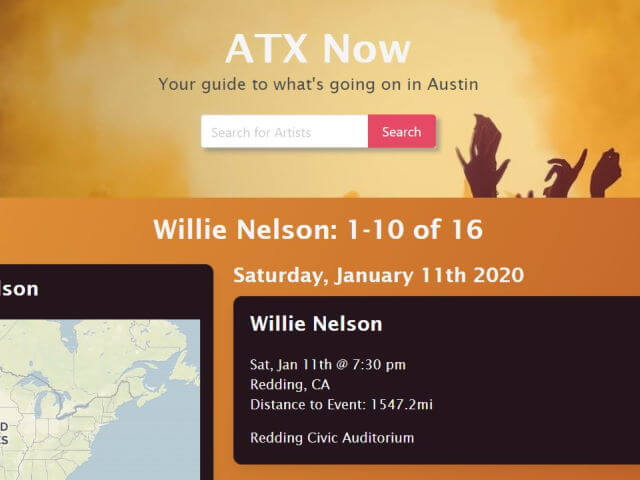 ATX Now
Your guide to what's going on in Austin
Search for Artists
Search
Willie Nelson: 1-10 of 16
lson
D
ES
Saturday, January 11th 2020
Willie Nelson
Sat, Jan 11th @ 7:30 pm
Redding, CA
Distance to Event: 1547.2mi
Redding Civic Auditorium